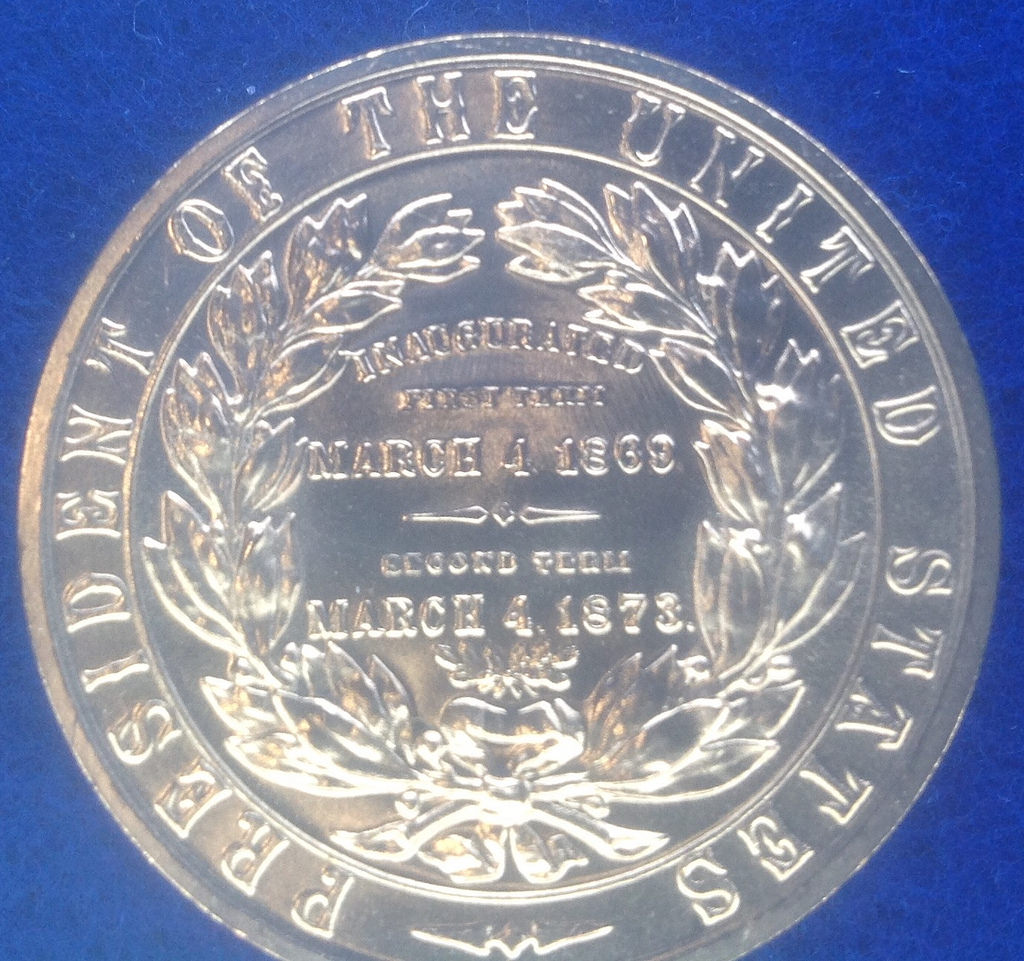 PRESIDENT OF THE UNITED STATES
INAUGURATED
FIRST TERM
MARCH 4. 1869
SECOND TERM
MARCH 4. 1873.